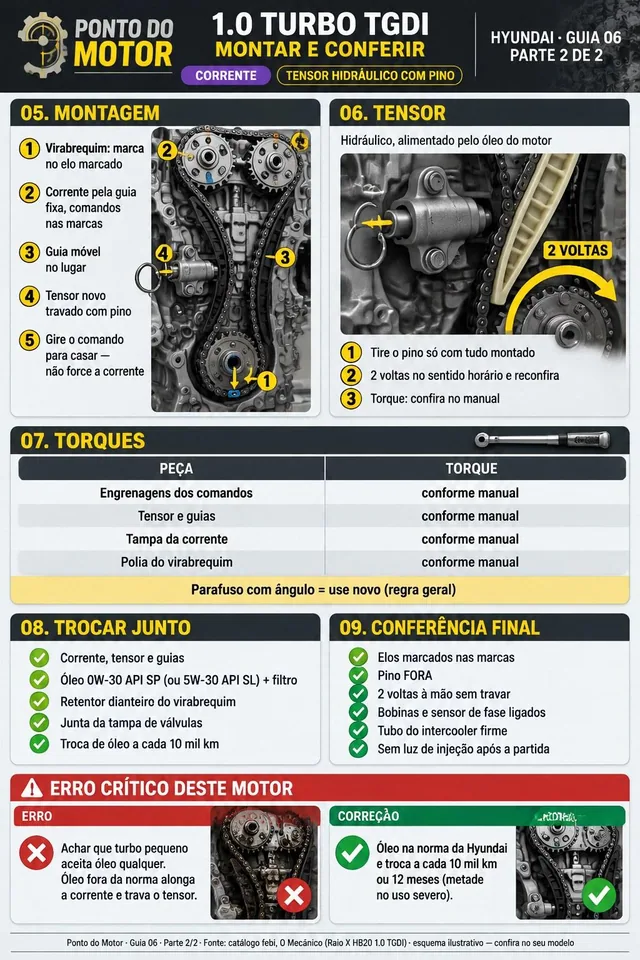 PONTO DO
MOTOR
1.0 TURBO TGDI
MONTAR E CONFERIR
CORRENTE
TENSOR HIDRÁULICO COM PINO
HYUNDAI · GUIA 06
PARTE 2 DE 2
05. MONTAGEM
1 Virabrequim: marca
no elo marcado
2 Corrente pela guia
fixa, comandos
nas marcas
3 Guia móvel
no lugar
4 Tensor novo
travado com pino
5 Gire o comando
para casar —
não force a corrente
2
4
3
1
06. TENSOR
Hidráulico, alimentado pelo óleo do motor
2 VOLTAS
1 Tire o pino só com tudo montado
2 2 voltas no sentido horário e reconfira
3 Torque: confira no manual
07. TORQUES
PEÇA TORQUE
Engrenagens dos comandos conforme manual
Tensor e guias conforme manual
Tampa da corrente conforme manual
Polia do virabrequim conforme manual
Parafuso com ângulo = use novo (regra geral)
08. TROCAR JUNTO
Corrente, tensor e guias
Óleo 0W-30 API SP (ou 5W-30 API SL) + filtro
Retentor dianteiro do virabrequim
Junta da tampa de válvulas
Troca de óleo a cada 10 mil km
09. CONFERÊNCIA FINAL
Elos marcados nas marcas
Pino FORA
2 voltas à mão sem travar
Bobinas e sensor de fase ligados
Tubo do intercooler firme
Sem luz de injeção após a partida
ERRO CRÍTICO DESTE MOTOR
ERRO
Achar que turbo pequeno
aceita óleo qualquer.
Óleo fora da norma alonga
a corrente e trava o tensor.
CORREÇÃO
Óleo na norma da Hyundai
e troca a cada 10 mil km
ou 12 meses (metade
no uso severo).
Ponto do Motor · Guia 06 · Parte 2/2 · Fonte: catálogo febi, O Mecânico (Raio X HB20 1.0 TGDI) · esquema ilustrativo — confira no seu modelo